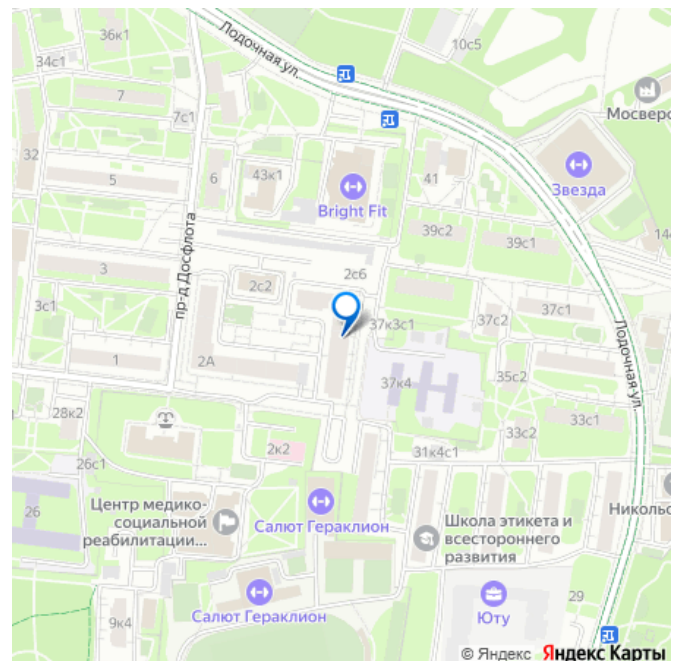 36к1
Лодочная ул.
10с5
34с1
7
7с1
Мосверс
32
5
6
43к1
41
Звезда
Bright Fit
39с2
39с1
14
пр-д Досфлота
3
2с2
2с6
3с1
37с1
37к3с1
37с2
Лодочная ул.
1
2А
37к4
35с2
28к2
33с2
33с1
2к2
31к4с1
26с1
26
Центр медико-
социальной
реабилитации...
Салют Гераклион
Школа этикета и
всестороннего
развития
Никольс
Салют Гераклион
Юту
29
9к4
© Яндекс Яндекс Карты